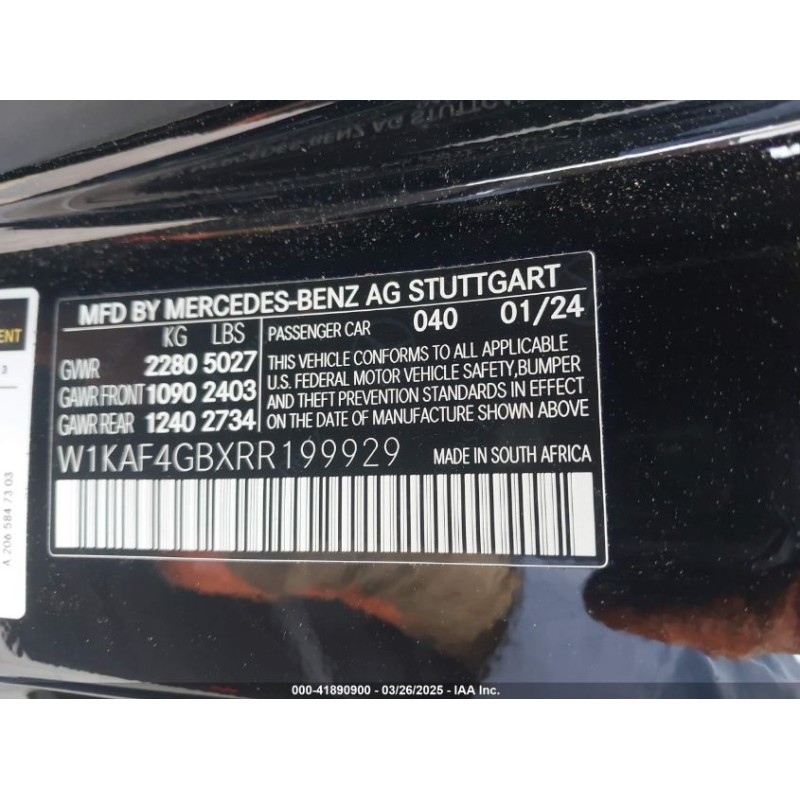 MFD BY MERCEDES-BENZ AG STUTTGART
KG LBS
GVWR 2280 5027
GAWR FRONT 1090 2403
GAWR REAR 1240 2734
PASSENGER CAR 040 01/24
THIS VEHICLE CONFORMS TO ALL APPLICABLE
U.S. FEDERAL MOTOR VEHICLE SAFETY,BUMPER
AND THEFT PREVENTION STANDARDS IN EFFECT
ON THE DATE OF MANUFACTURE SHOWN ABOVE
W1KAF4GBXRR199929 MADE IN SOUTH AFRICA
ENT
3
A 206 584 73 03
000-41890900 - 03/26/2025 - IAA Inc.